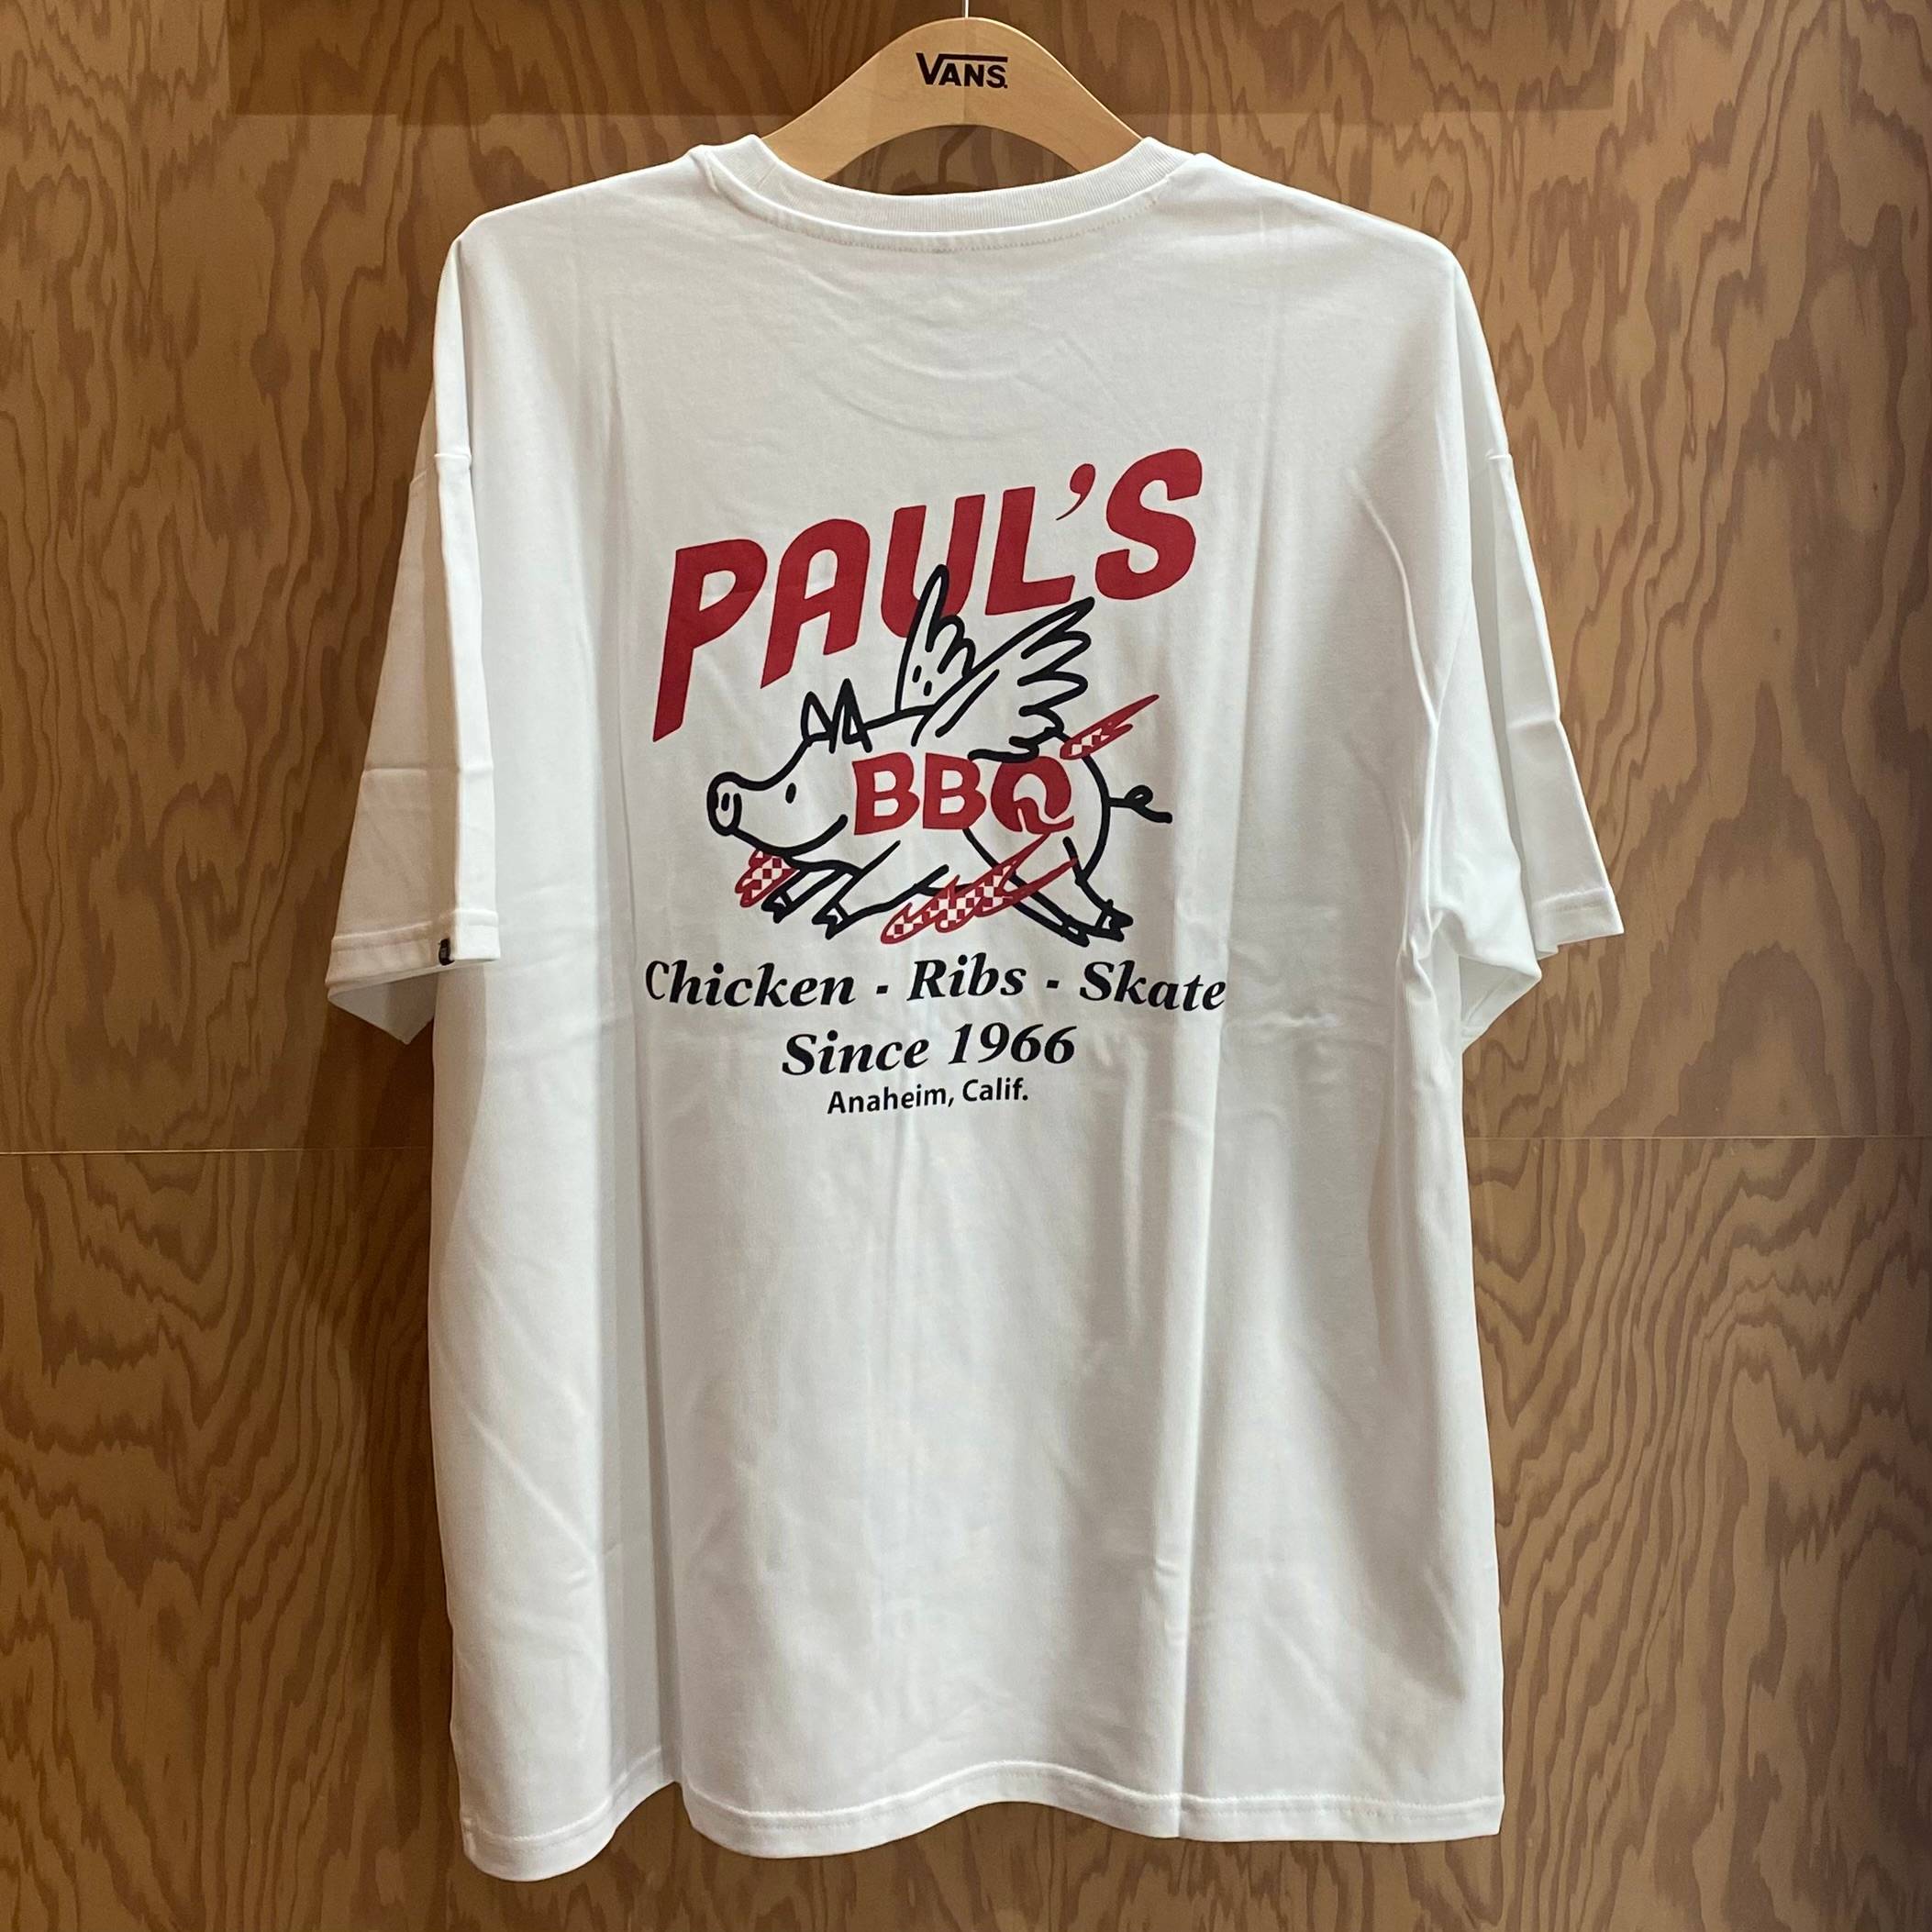 VANS
PAUL'S
BBQ
Chicken - Ribs - Skate
Since 1966
Anaheim, Calif.